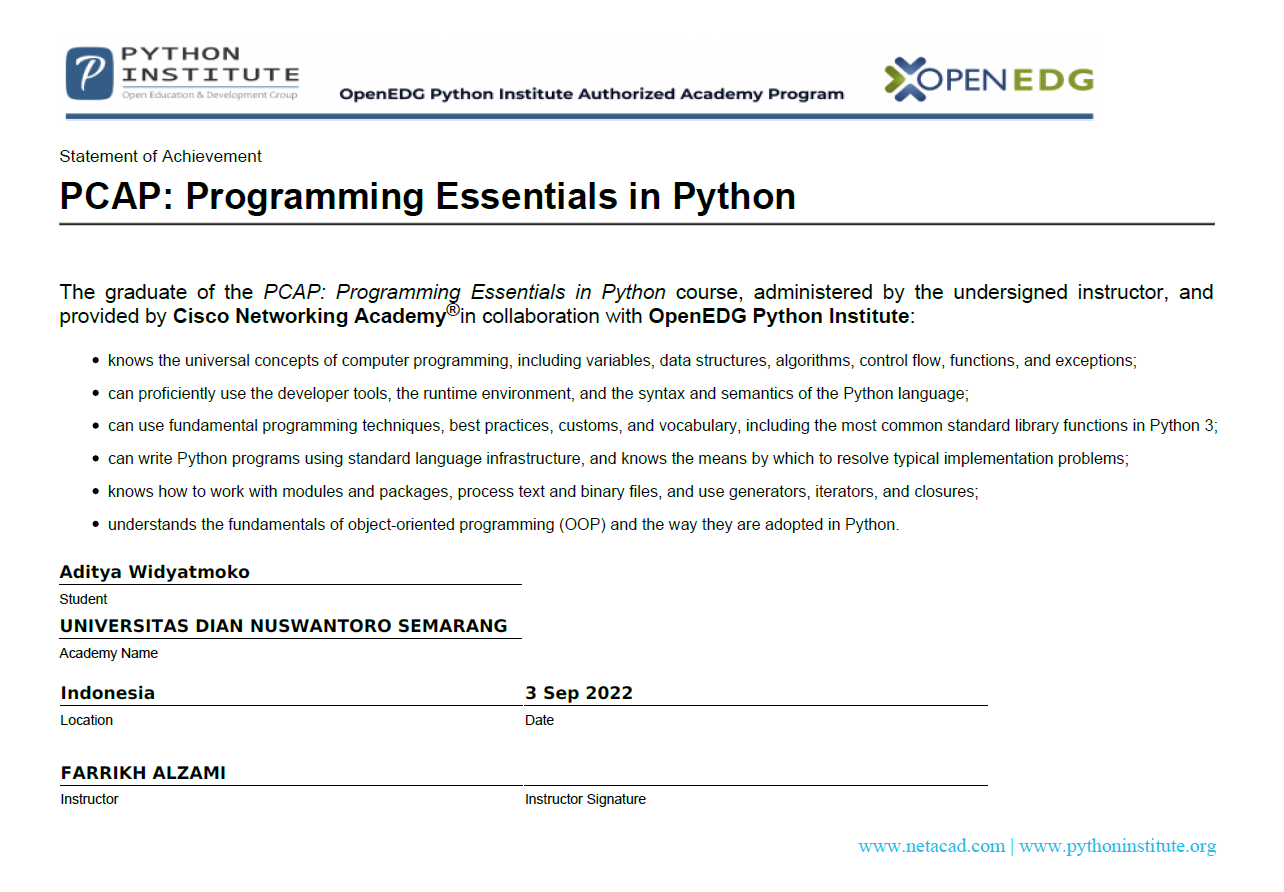 PYTHON
INSTITUTE
Open Education & Development Group
OpenEDG Python Institute Authorized Academy Program
OPENEDG
Statement of Achievement
PCAP: Programming Essentials in Python
The graduate of the PCAP: Programming Essentials in Python course, administered by the undersigned instructor, and
provided by Cisco Networking Academy®in collaboration with OpenEDG Python Institute:
• knows the universal concepts of computer programming, including variables, data structures, algorithms, control flow, functions, and exceptions;
• can proficiently use the developer tools, the runtime environment, and the syntax and semantics of the Python language;
• can use fundamental programming techniques, best practices, customs, and vocabulary, including the most common standard library functions in Python 3;
• can write Python programs using standard language infrastructure, and knows the means by which to resolve typical implementation problems;
• knows how to work with modules and packages, process text and binary files, and use generators, iterators, and closures;
• understands the fundamentals of object-oriented programming (OOP) and the way they are adopted in Python.
Aditya Widyatmoko
Student
UNIVERSITAS DIAN NUSWANTORO SEMARANG
Academy Name
Indonesia
Location
3 Sep 2022
Date
FARRIKH ALZAMI
Instructor
Instructor Signature
www.netacad.com | www.pythoninstitute.org